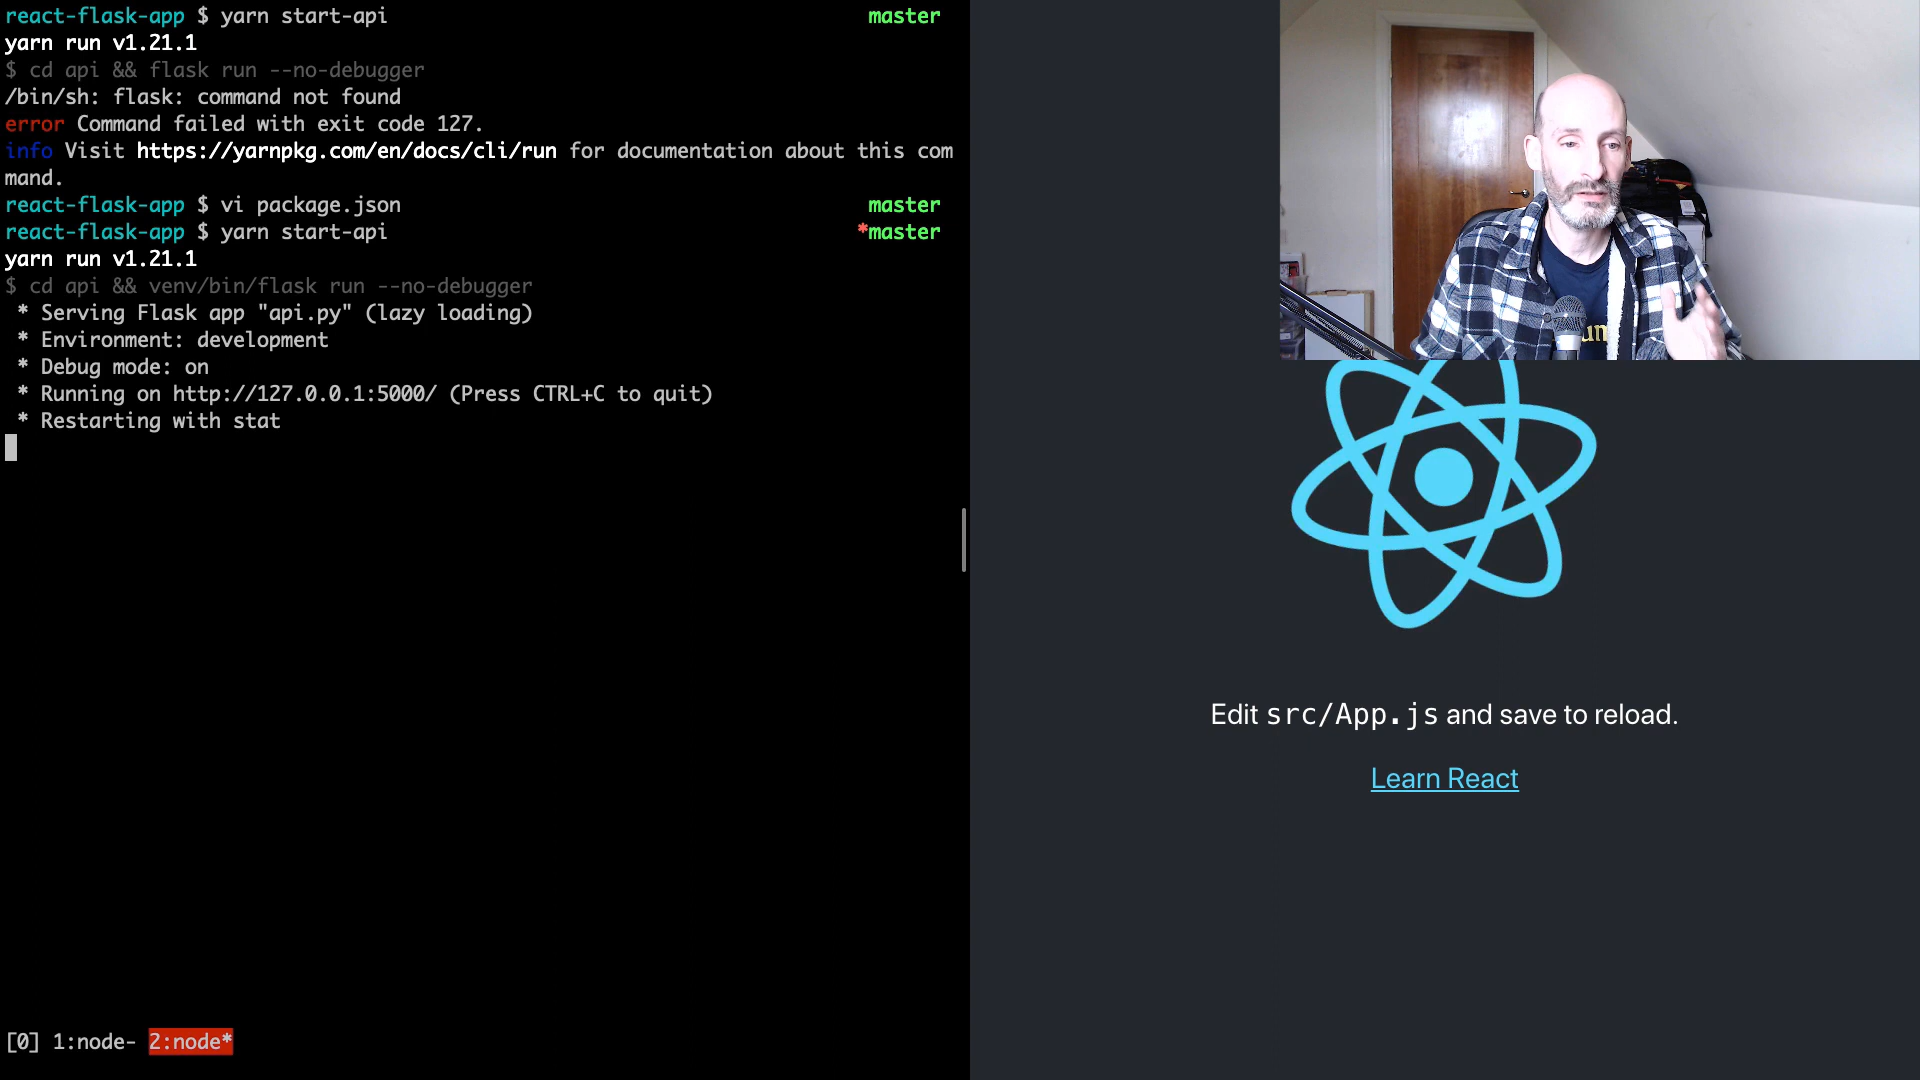 react-flask-app $ yarn start-api master
yarn run v1.21.1
$ cd api && flask run --no-debugger
/bin/sh: flask: command not found
error Command failed with exit code 127.
info Visit https://yarnpkg.com/en/docs/cli/run for documentation about this com
mand.
react-flask-app $ vi package.json master
react-flask-app $ yarn start-api *master
yarn run v1.21.1
$ cd api && venv/bin/flask run --no-debugger
* Serving Flask app "api.py" (lazy loading)
* Environment: development
* Debug mode: on
* Running on http://127.0.0.1:5000/ (Press CTRL+C to quit)
* Restarting with stat
[0] 1:node- 2:node*
Edit src/App.js and save to reload.
Learn React